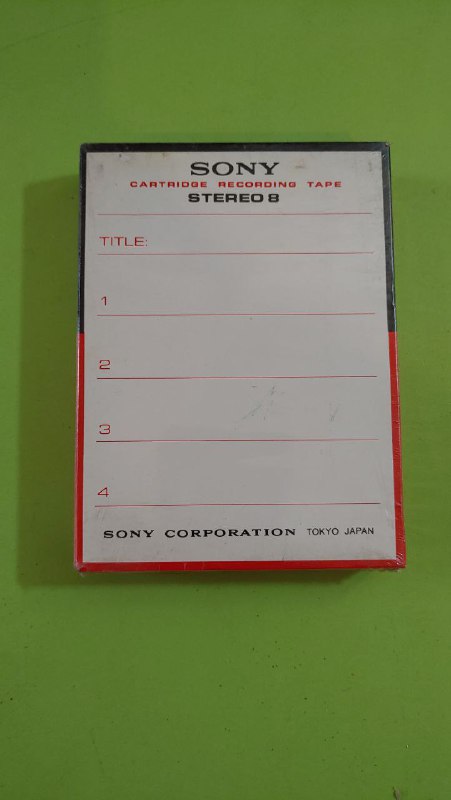 SONY
CARTRIDGE RECORDING TAPE
STEREO 8
TITLE:
1
2
3
4
SONY CORPORATION TOKYO JAPAN